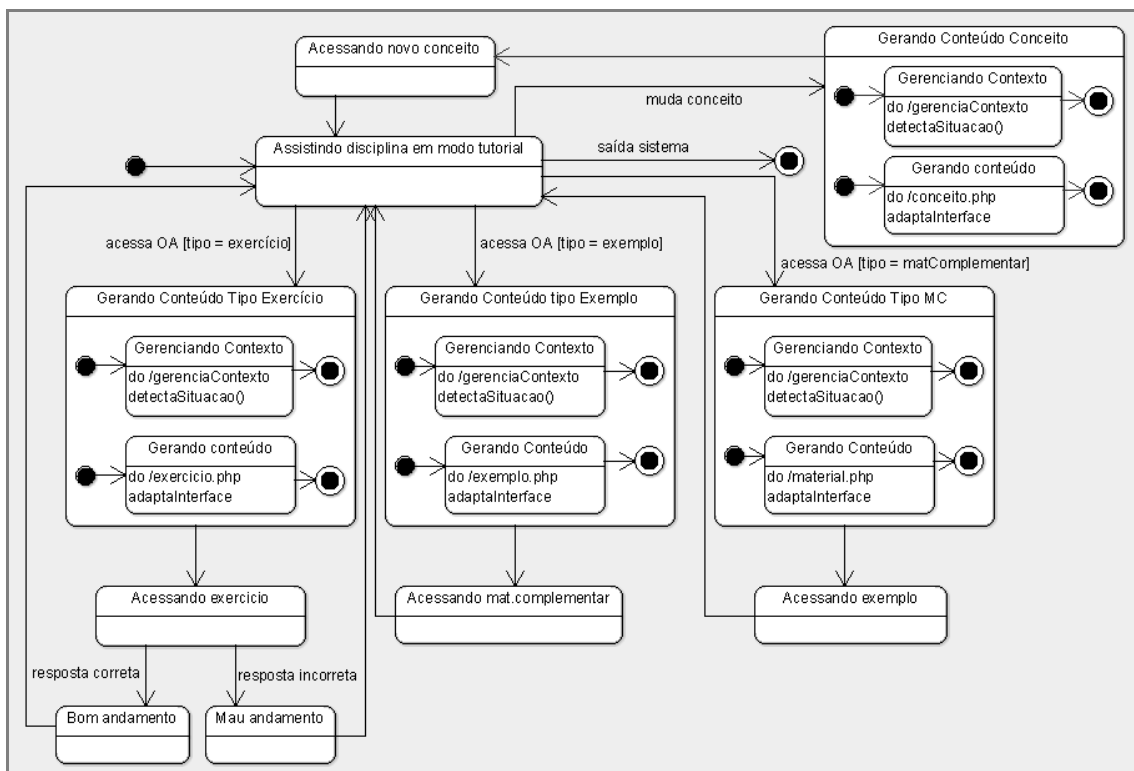 Acessando novo conceito
Gerando Conteúdo Conceito
Gerenciando Contexto
do /gerenciaContexto
detectaSituacao()
Gerando conteúdo
do /conceito.php
adaptaInterface
muda conceito
Assistindo disciplina em modo tutorial
saída sistema
acessa OA [tipo = exercício]
acessa OA [tipo = exemplo]
acessa OA [tipo = matComplementar]
Gerando Conteúdo Tipo Exercício
Gerenciando Contexto
do /gerenciaContexto
detectaSituacao()
Gerando conteúdo
do /exercicio.php
adaptaInterface
Gerando Conteúdo tipo Exemplo
Gerenciando Contexto
do /gerenciaContexto
detectaSituacao()
Gerando Conteúdo
do /exemplo.php
adaptaInterface
Gerando Conteúdo Tipo MC
Gerenciando Contexto
do /gerenciaContexto
detectaSituacao()
Gerando Conteúdo
do /material.php
adaptaInterface
Acessando exercicio
Acessando mat.complementar
Acessando exemplo
resposta correta
resposta incorreta
Bom andamento
Mau andamento